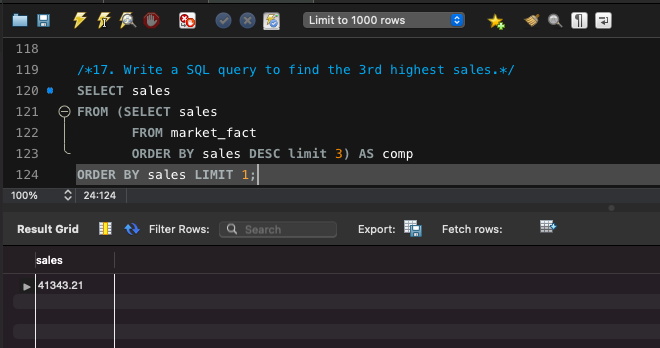 Limit to 1000 rows
118
119 /*17. Write a SQL query to find the 3rd highest sales.*/
120 SELECT sales
121 FROM (SELECT sales
122 FROM market_fact
123 ORDER BY sales DESC limit 3) AS comp
124 ORDER BY sales LIMIT 1;
100% 24:124
Result Grid Filter Rows: Search Export: Fetch rows:
sales
41343.21